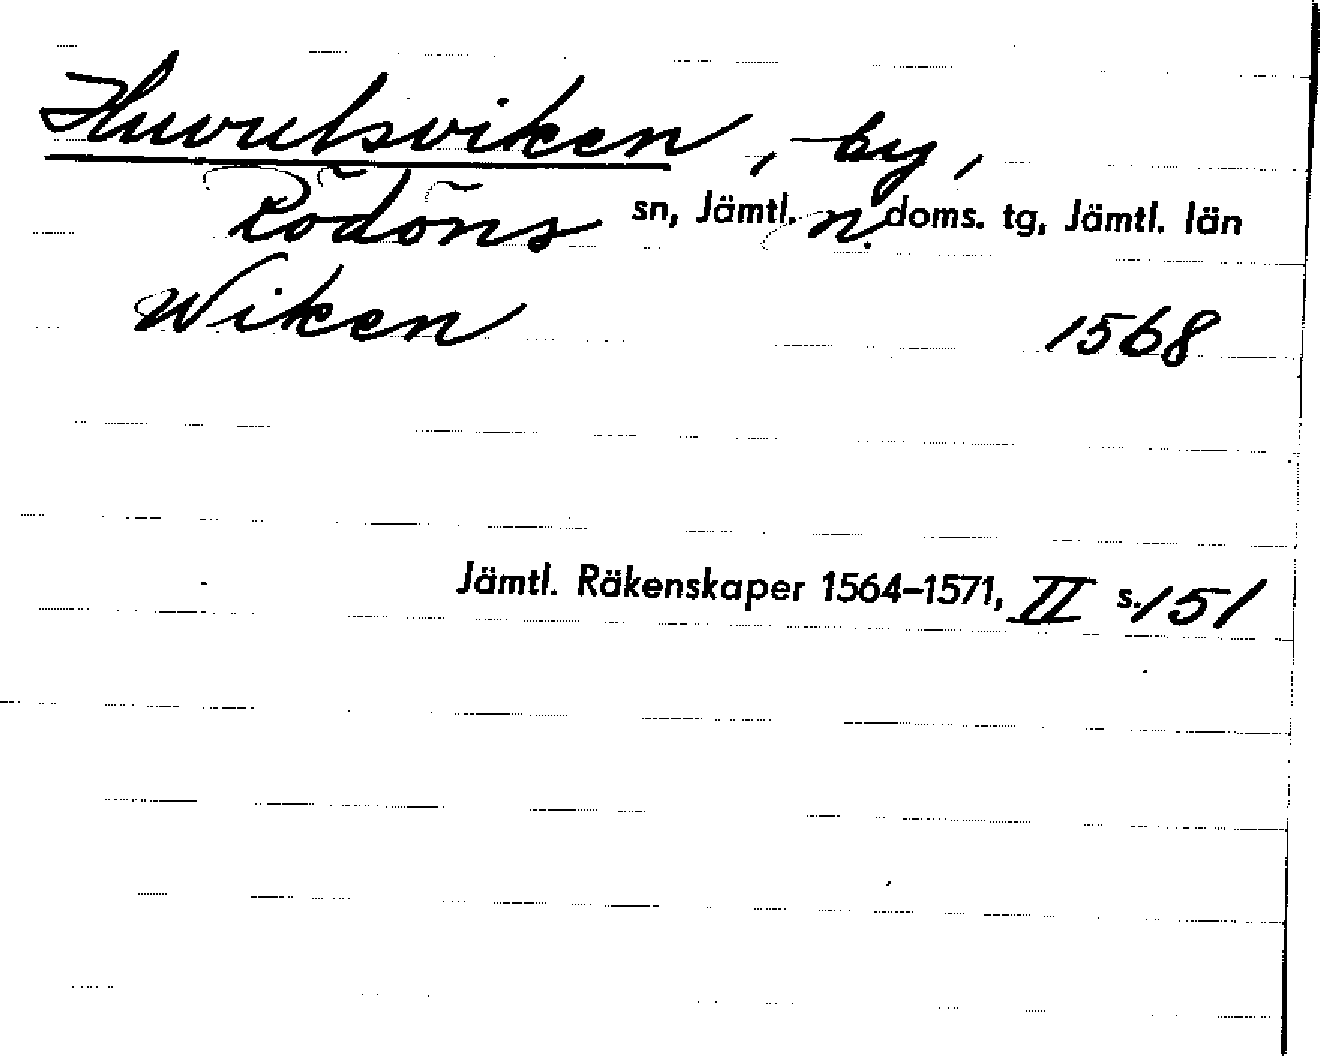 Huvulsviken, by,
Rödöns sn, Jämtl. n. doms. tg, Jämtl. län
Wiken 1568
Jämtl. Räkenskaper 1564–1571, II s. 151